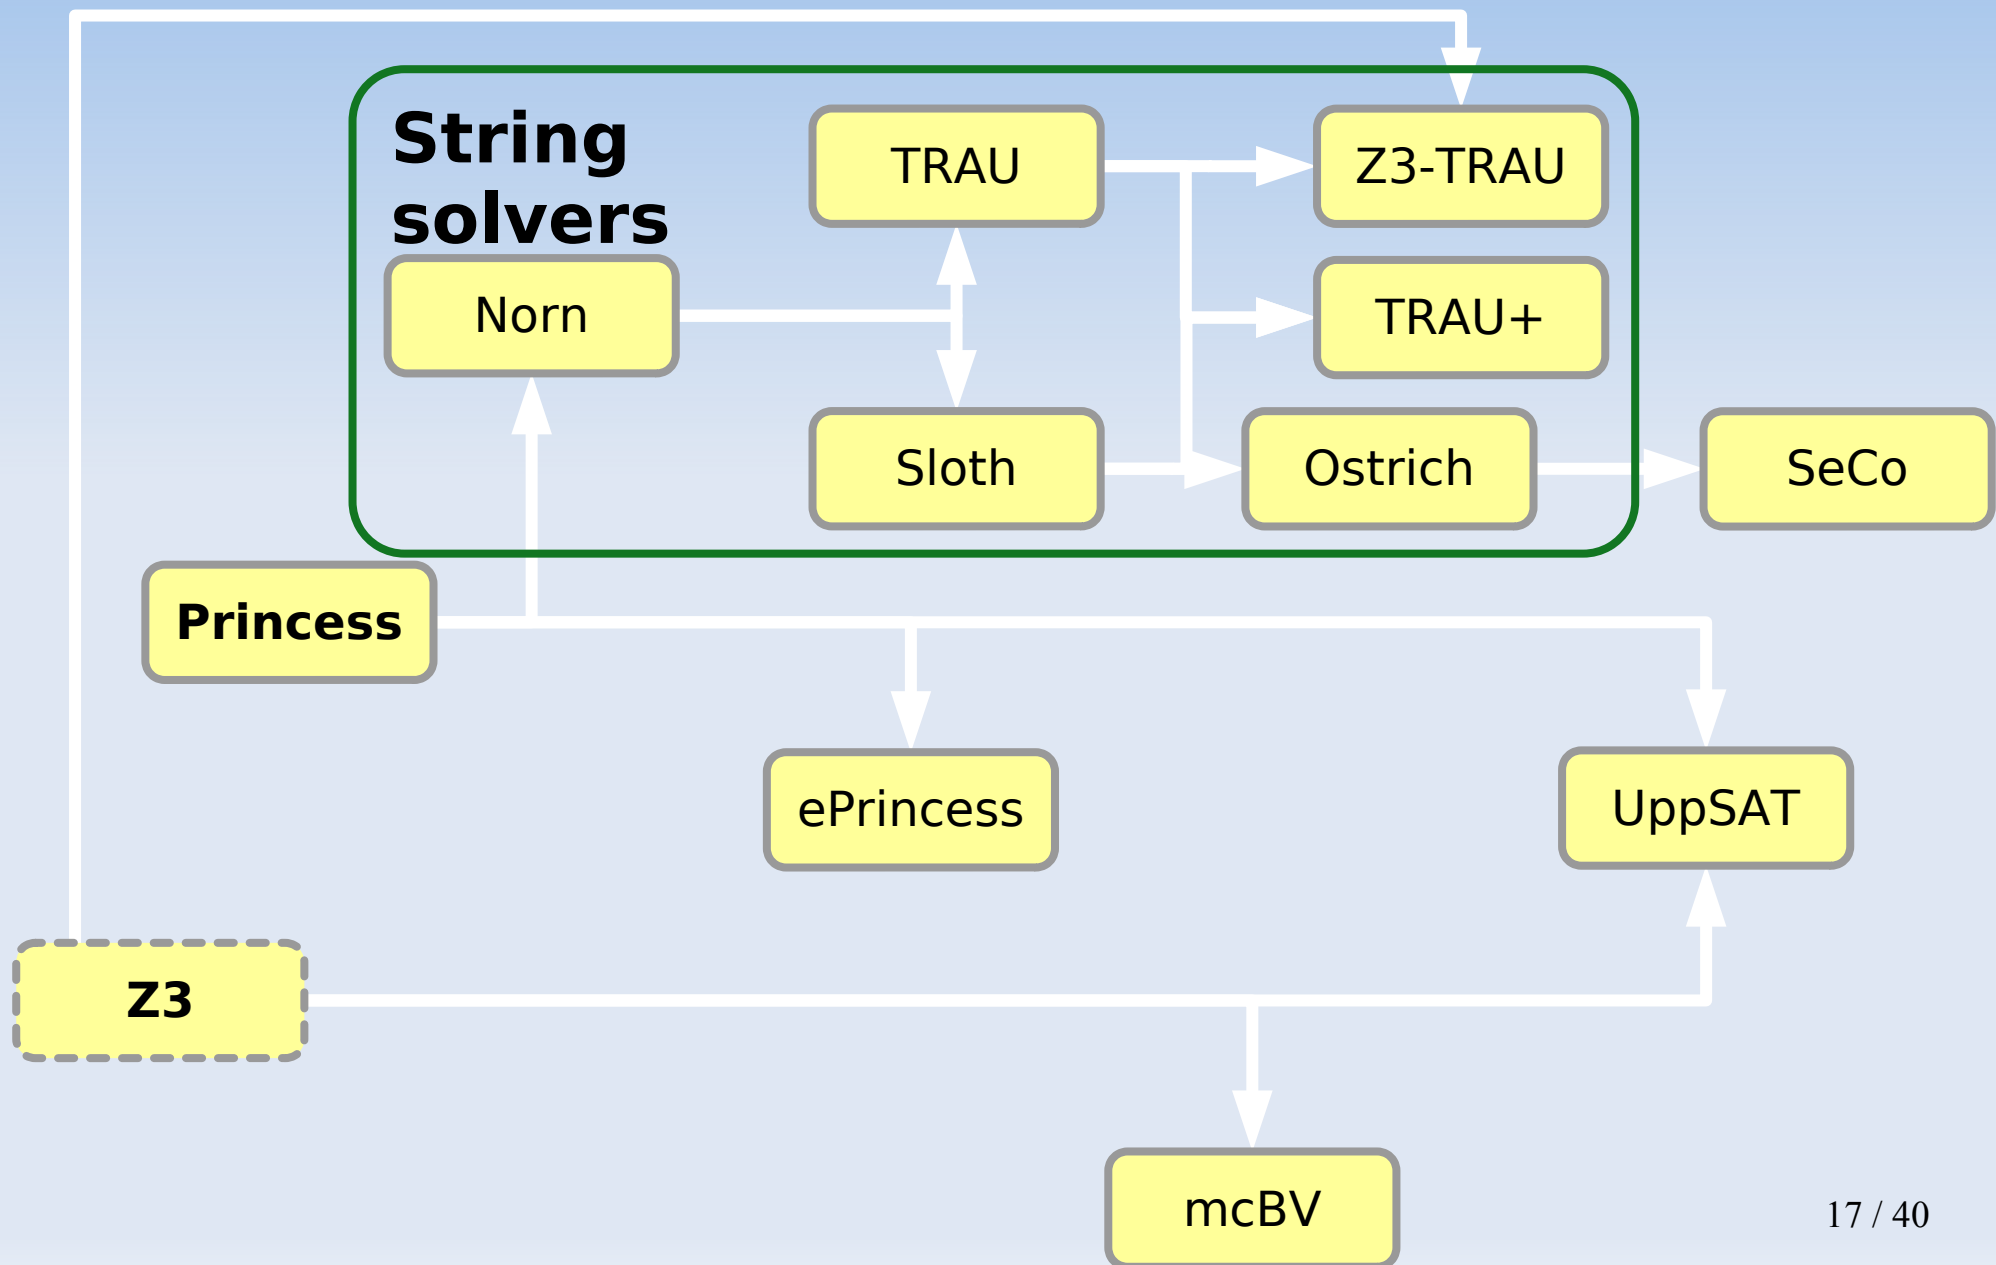 String
solvers
TRAU
Z3-TRAU
Norn
TRAU+
Sloth
Ostrich
SeCo
Princess
ePrincess
UppSAT
Z3
mcBV
17 / 40